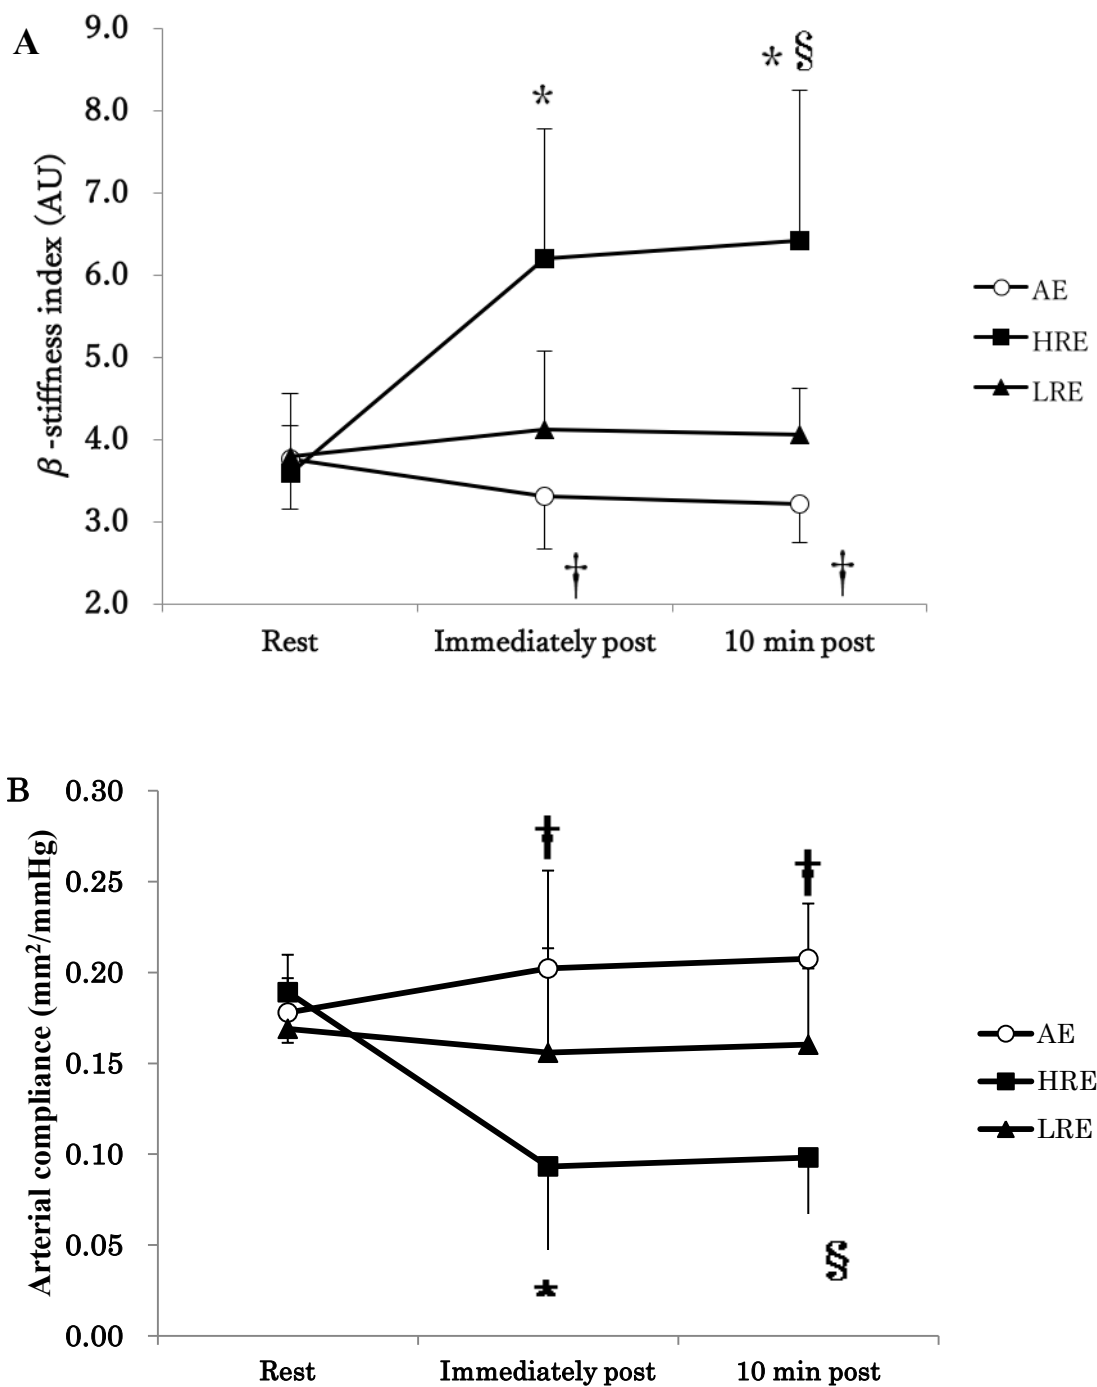 A
9.0
* §
8.0
*
7.0
6.0
5.0
4.0
3.0
2.0
β-stiffness index (AU)
† †
Rest Immediately post 10 min post
AE
HRE
LRE
B
0.30
0.25
0.20
0.15
0.10
0.05
0.00
Arterial compliance (mm²/mmHg)
† †
* §
Rest Immediately post 10 min post
AE
HRE
LRE